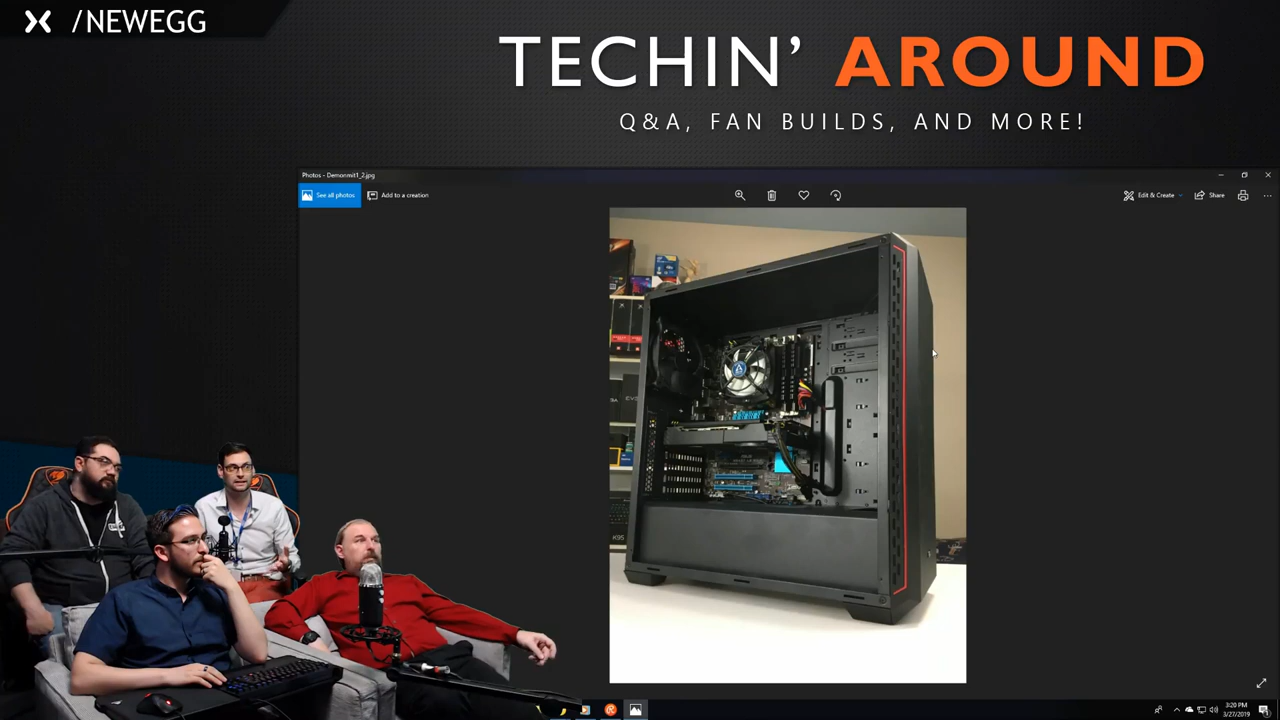 /NEWEGG
TECHIN' AROUND
Q&A, FAN BUILDS, AND MORE!
Photos - Demonmit1_2.jpg
See all photos
Add to a creation
Edit & Create
Share
K95
3:20 PM
3/27/2019